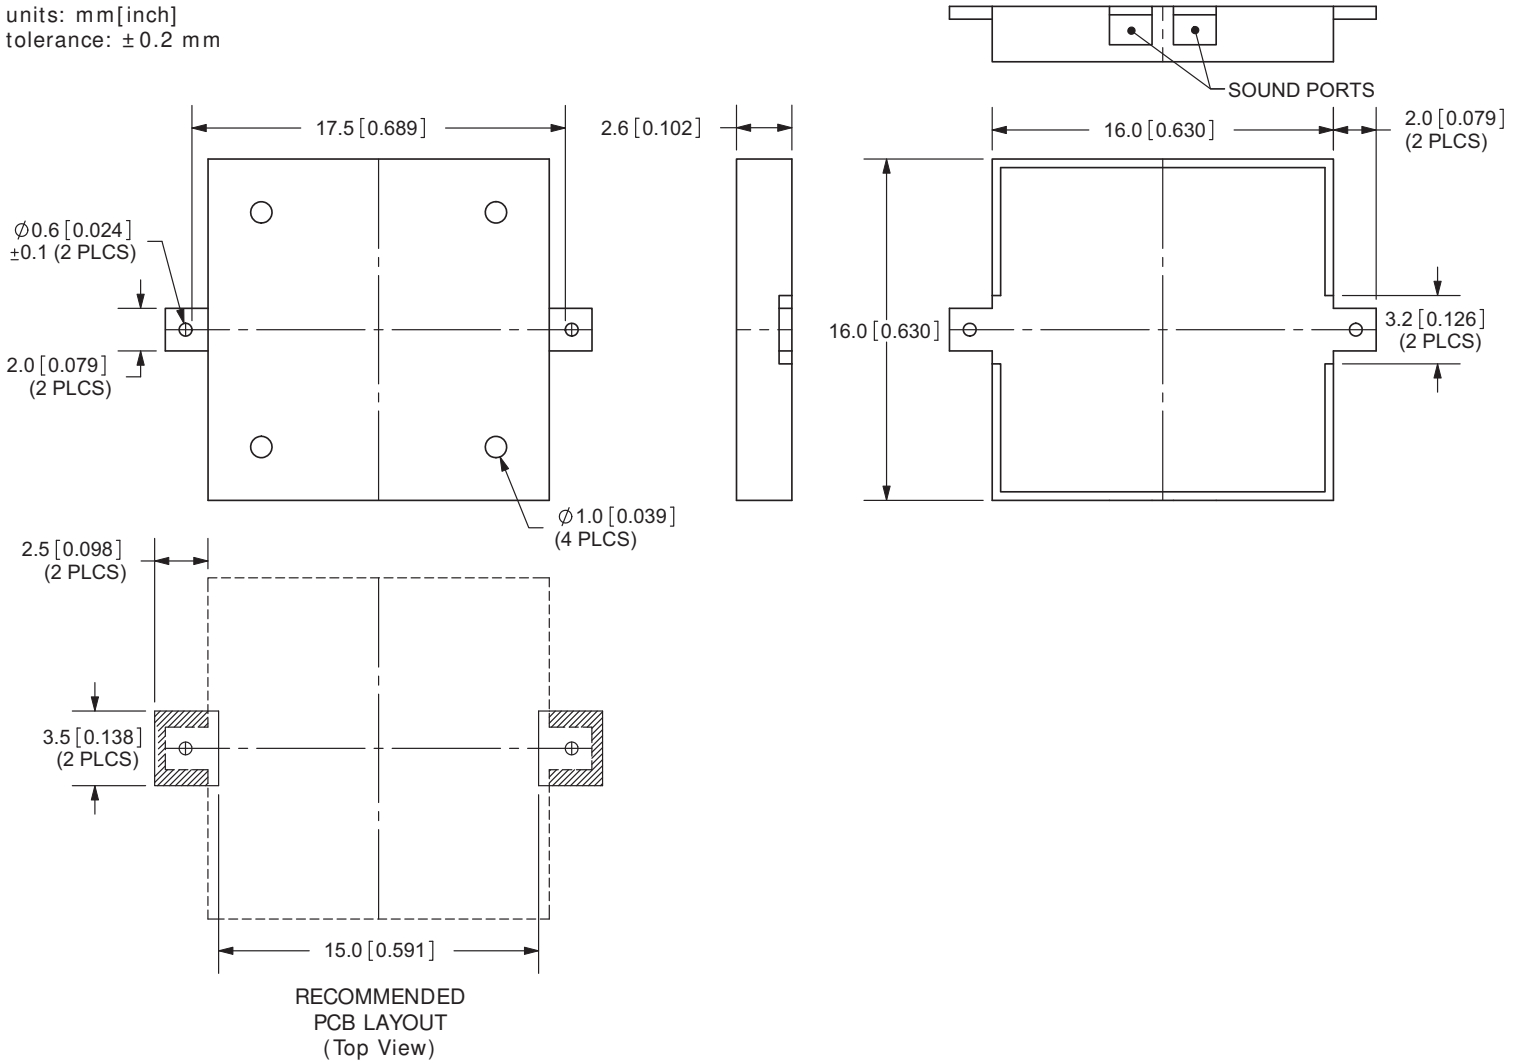 units: mm[inch]
tolerance: ±0.2 mm
SOUND PORTS
17.5 [0.689]
2.6 [0.102]
16.0 [0.630]
2.0 [0.079]
(2 PLCS)
Ø0.6 [0.024]
±0.1 (2 PLCS)
16.0 [0.630]
3.2 [0.126]
(2 PLCS)
2.0 [0.079]
(2 PLCS)
Ø1.0 [0.039]
(4 PLCS)
2.5 [0.098]
(2 PLCS)
3.5 [0.138]
(2 PLCS)
15.0 [0.591]
RECOMMENDED
PCB LAYOUT
(Top View)